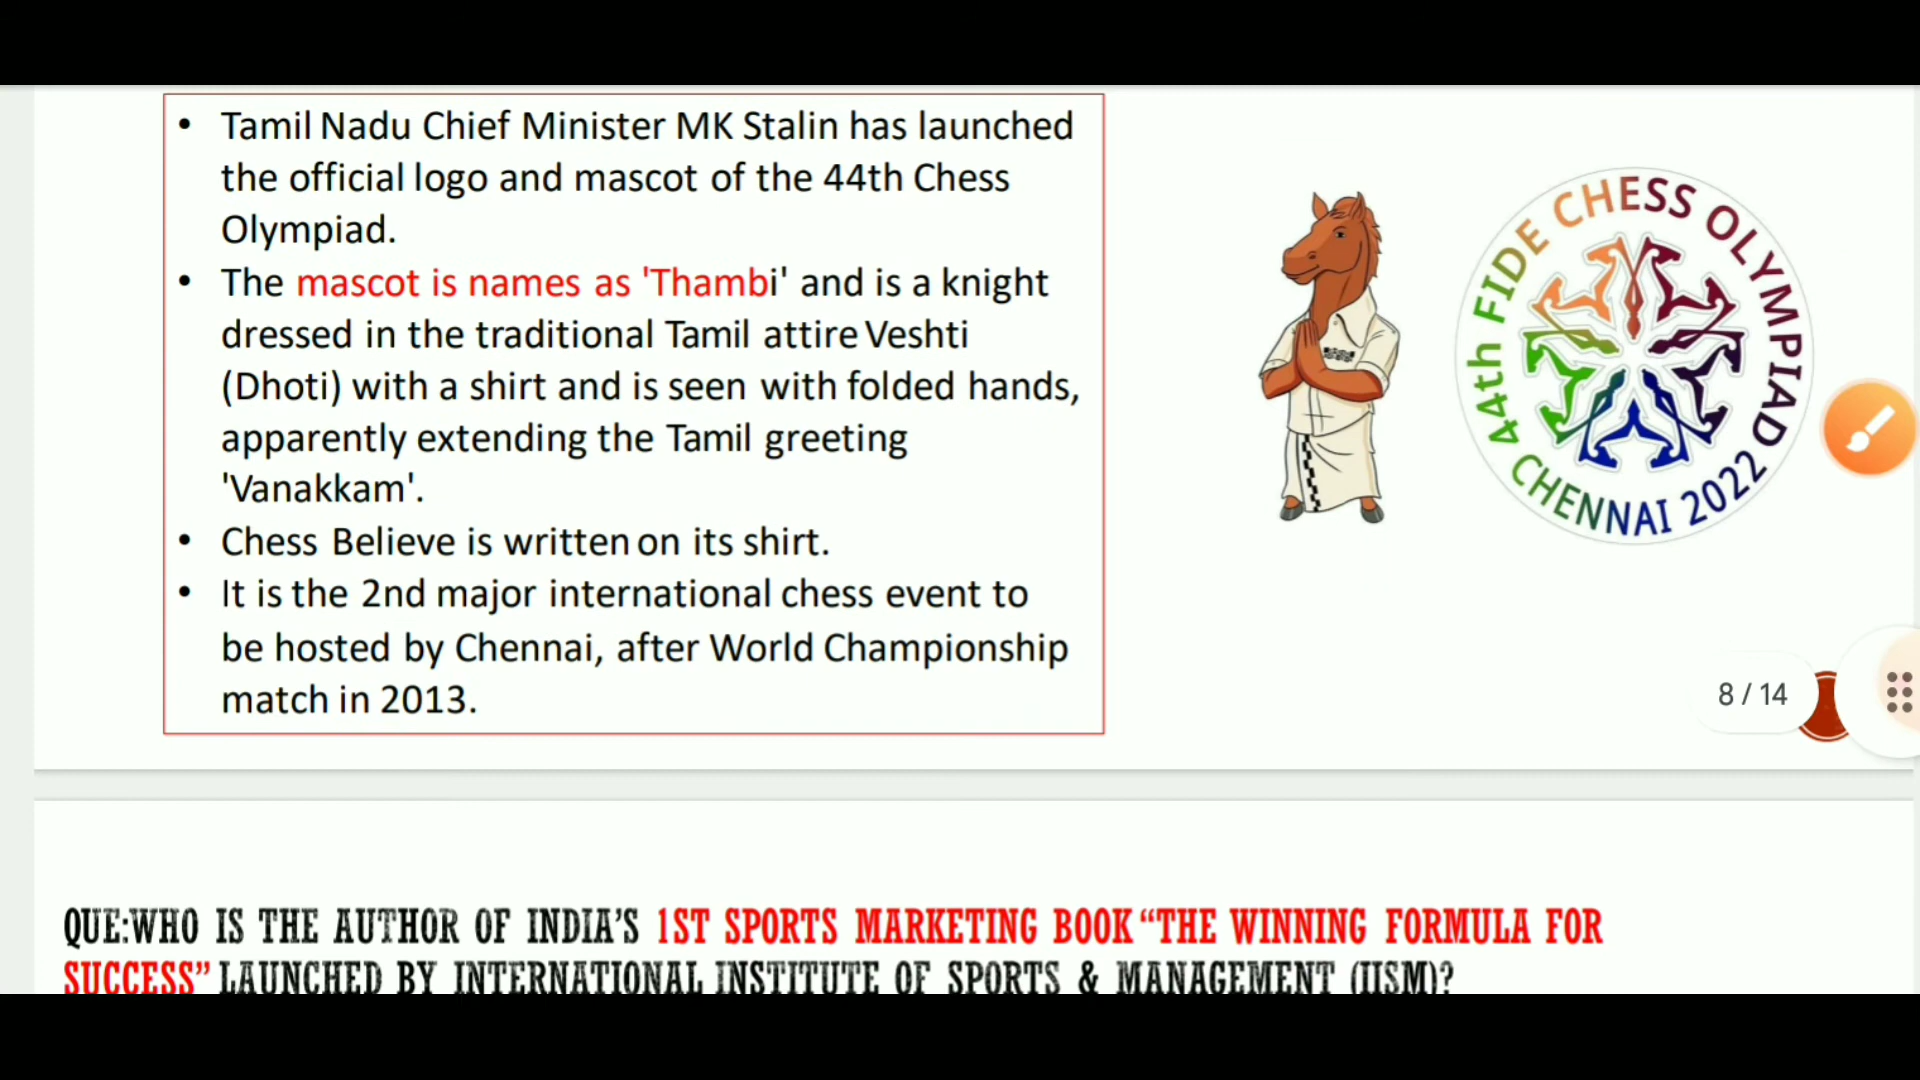 • Tamil Nadu Chief Minister MK Stalin has launched
the official logo and mascot of the 44th Chess
Olympiad.
• The mascot is names as 'Thambi' and is a knight
dressed in the traditional Tamil attire Veshti
(Dhoti) with a shirt and is seen with folded hands,
apparently extending the Tamil greeting
'Vanakkam'.
• Chess Believe is written on its shirt.
• It is the 2nd major international chess event to
be hosted by Chennai, after World Championship
match in 2013.
44th FIDE CHESS OLYMPIAD
CHENNAI 2022
8 / 14
QUE:WHO IS THE AUTHOR OF INDIA'S 1ST SPORTS MARKETING BOOK “THE WINNING FORMULA FOR
SUCCESS” LAUNCHED BY INTERNATIONAL INSTITUTE OF SPORTS & MANAGEMENT (IISM)?